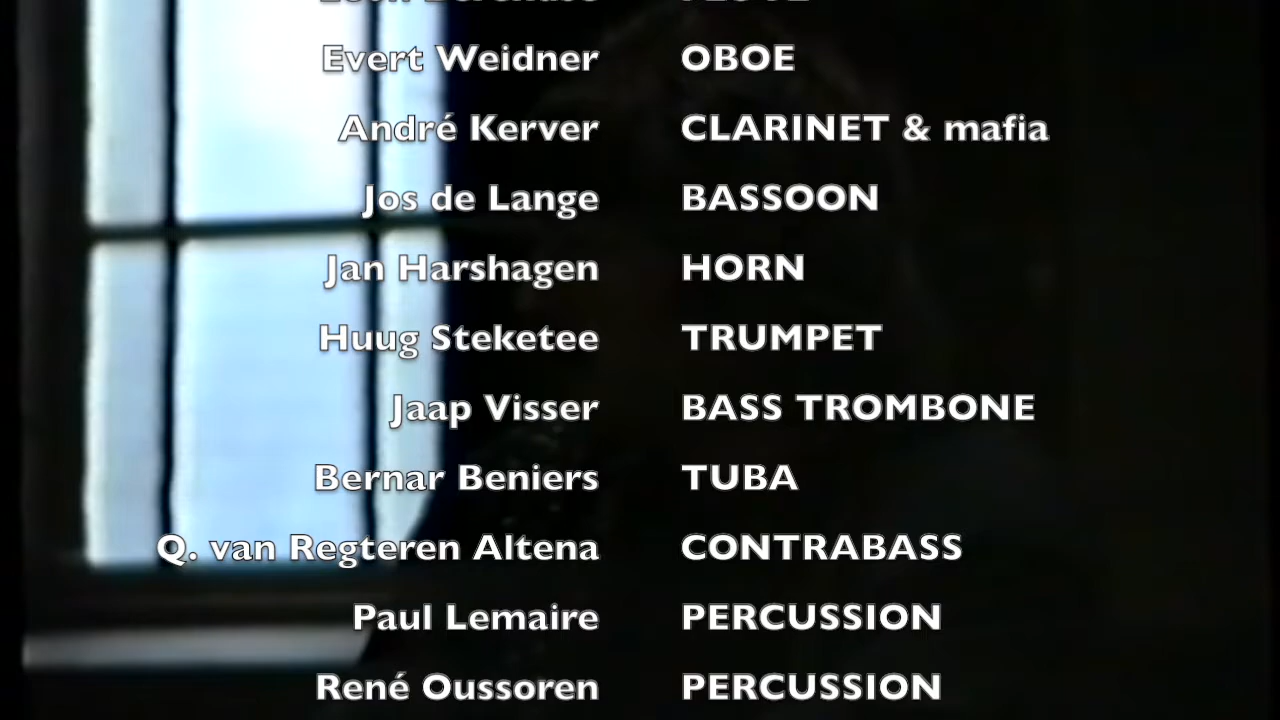 Evert Weidner OBOE
André Kerver CLARINET & mafia
Jos de Lange BASSOON
Jan Harshagen HORN
Huug Steketee TRUMPET
Jaap Visser BASS TROMBONE
Bernar Beniers TUBA
Q. van Regteren Altena CONTRABASS
Paul Lemaire PERCUSSION
René Oussoren PERCUSSION